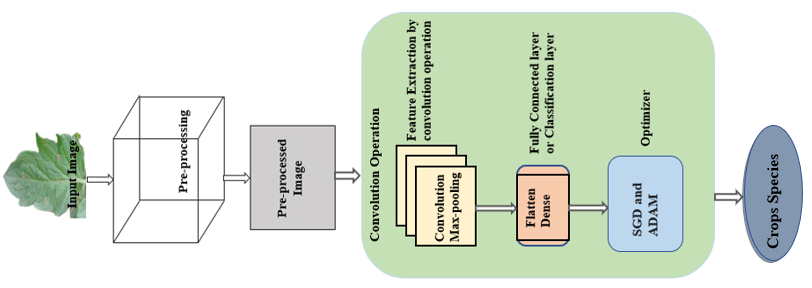 Input Image
Pre-processing
Pre-processed
Image
Convolution Operation
Feature Extraction by
convolution operation
Convolution
Max-pooling
Fully Connected layer
or Classification layer
Flatten
Dense
Optimizer
SGD and
ADAM
Crops Species